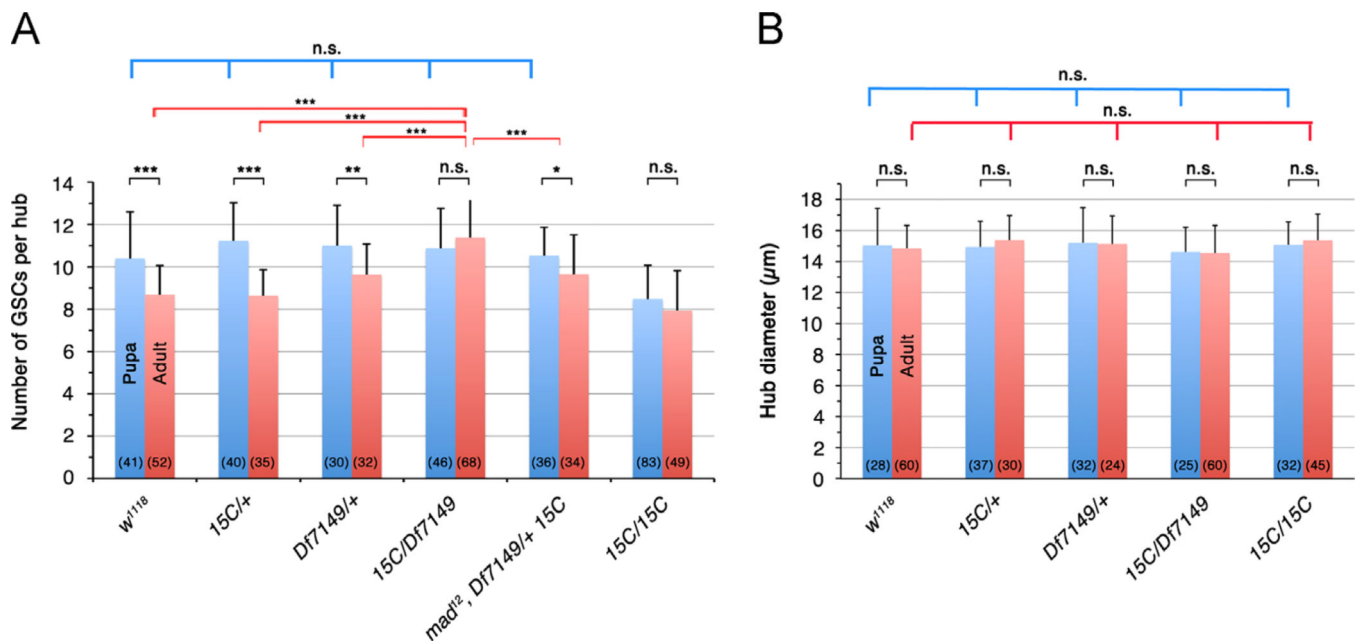 A
n.s.
***
***
***
***
***
***
**
n.s.
*
n.s.
Number of GSCs per hub
14
12
10
8
6
4
2
0
Pupa
Adult
(41) (52) (40) (35) (30) (32) (46) (68) (36) (34) (83) (49)
w1118
15C/+
Df7149/+
15C/Df7149
mad12, Df7149/+ 15C
15C/15C
B
n.s.
n.s.
n.s.
n.s.
n.s.
n.s.
n.s.
Hub diameter (µm)
20
18
16
14
12
10
8
6
4
2
0
Pupa
Adult
(28) (60) (37) (30) (32) (24) (25) (60) (32) (45)
w1118
15C/+
Df7149/+
15C/Df7149
15C/15C